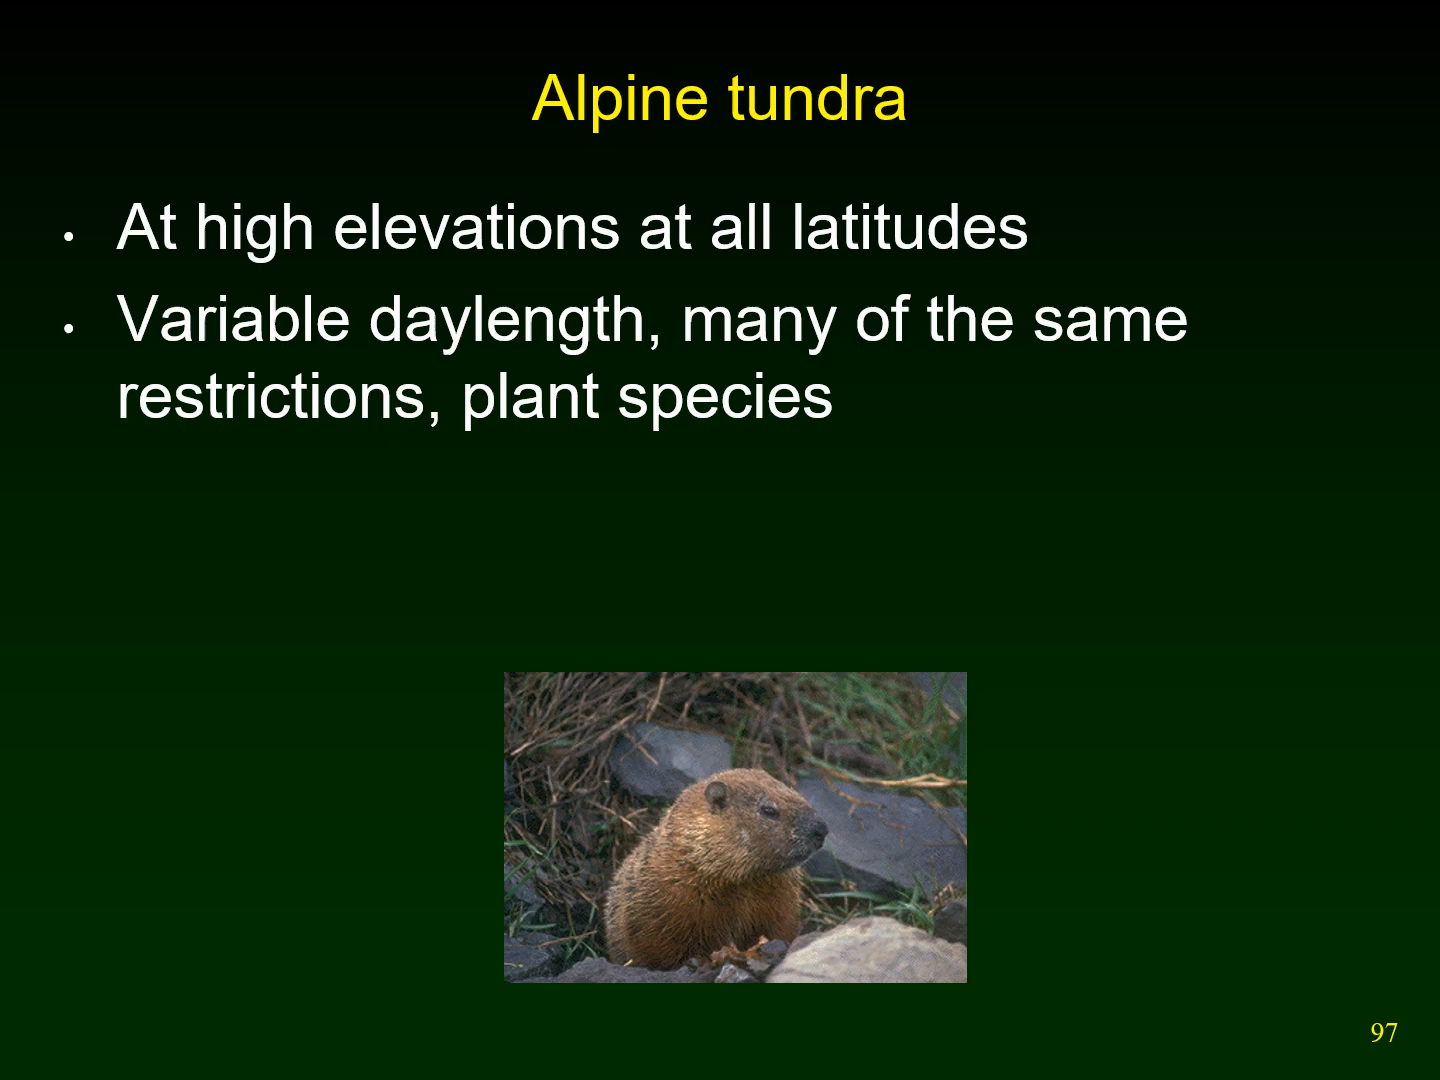 Alpine tundra
• At high elevations at all latitudes
• Variable daylength, many of the same
restrictions, plant species
97